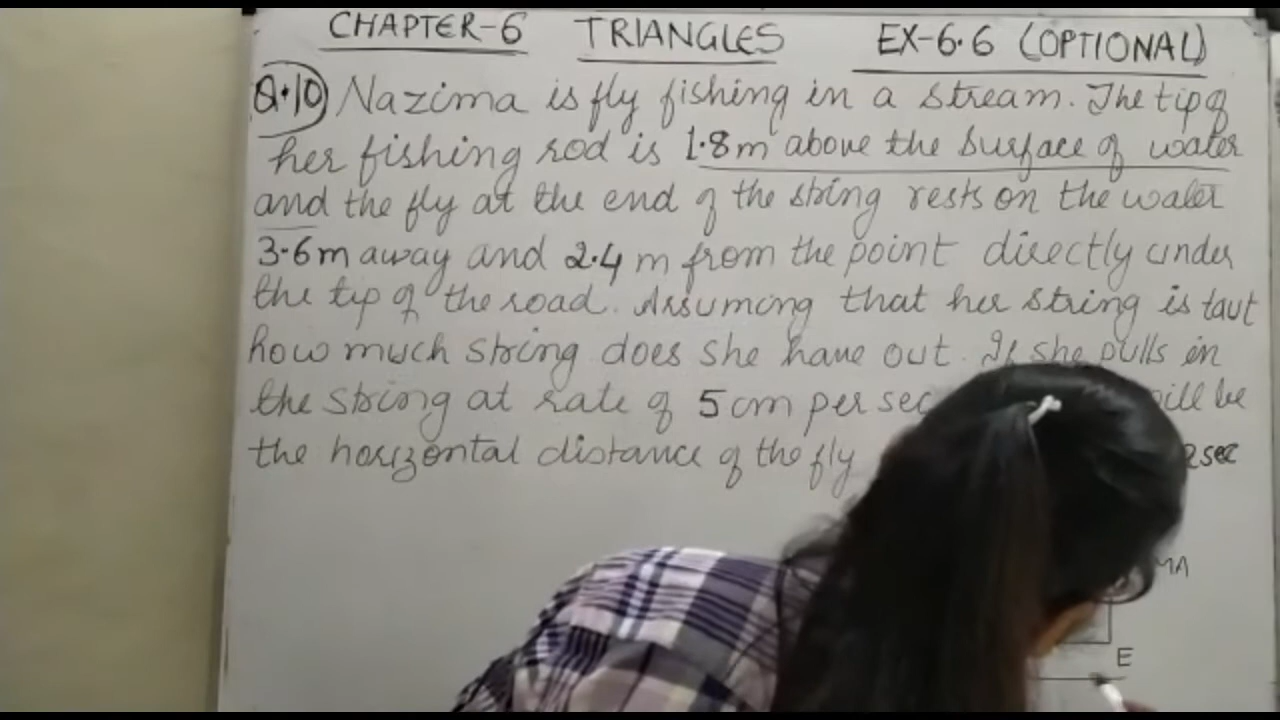 CHAPTER-6 TRIANGLES EX-6.6 (OPTIONAL)
Q.10 Nazima is fly fishing in a stream. The tip of
her fishing rod is 1.8m above the surface of water
and the fly at the end of the string rests on the water
3.6m away and 2.4 m from the point directly under
the tip of the road. Assuming that her string is taut
how much string does she have out. If she pulls in
the string at rate of 5cm per sec will be
the horizontal distance of the fly 2sec
MA
E